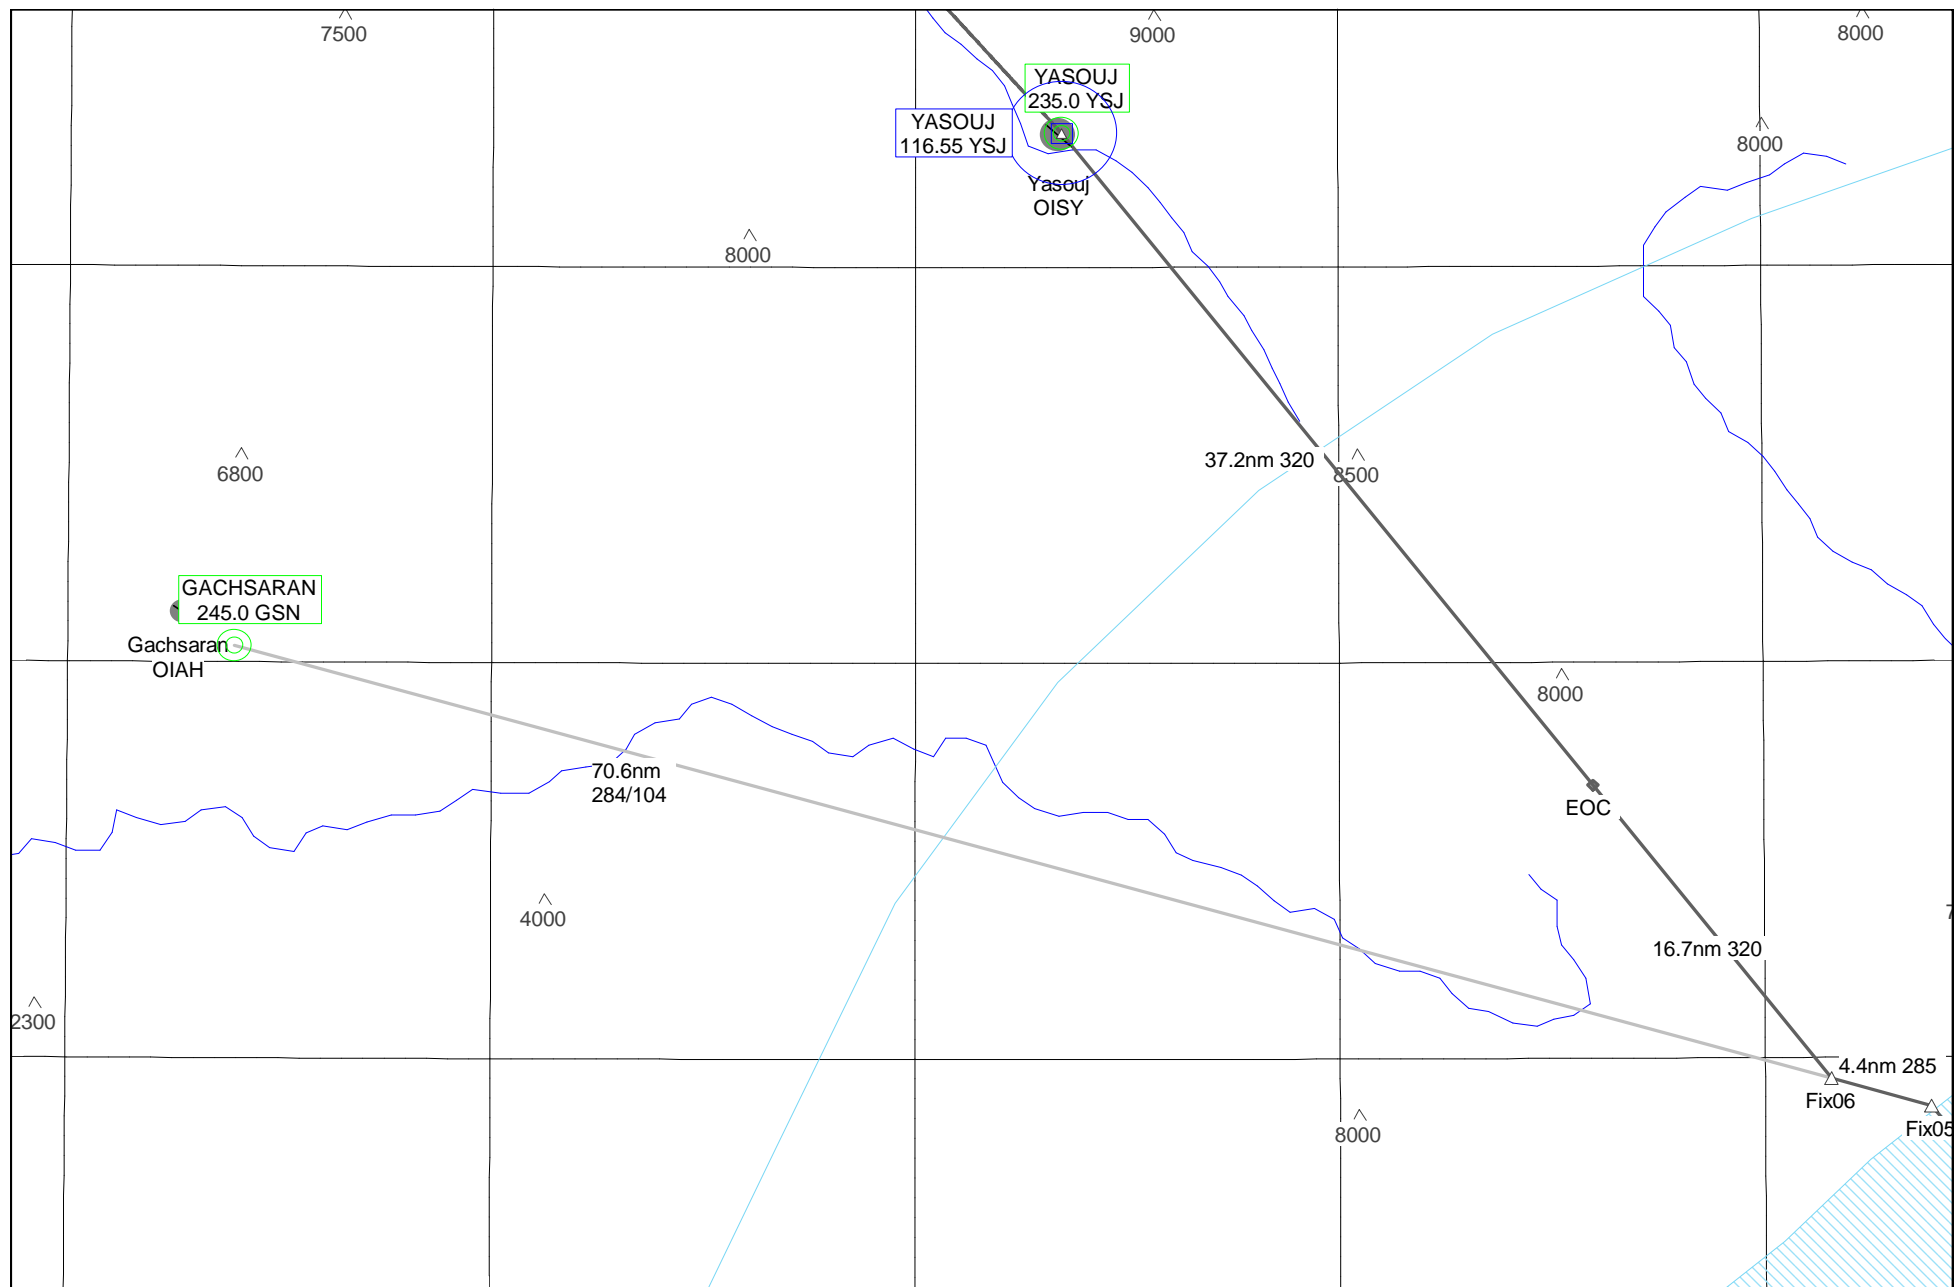 7500
9000
8000
YASOUJ
235.0 YSJ
YASOUJ
116.55 YSJ
8000
Yasouj
OISY
8000
37.2nm 320
8500
6800
GACHSARAN
245.0 GSN
Gachsaran
OIAH
8000
70.6nm
284/104
EOC
4000
16.7nm 320
2300
4.4nm 285
Fix06
Fix05
8000